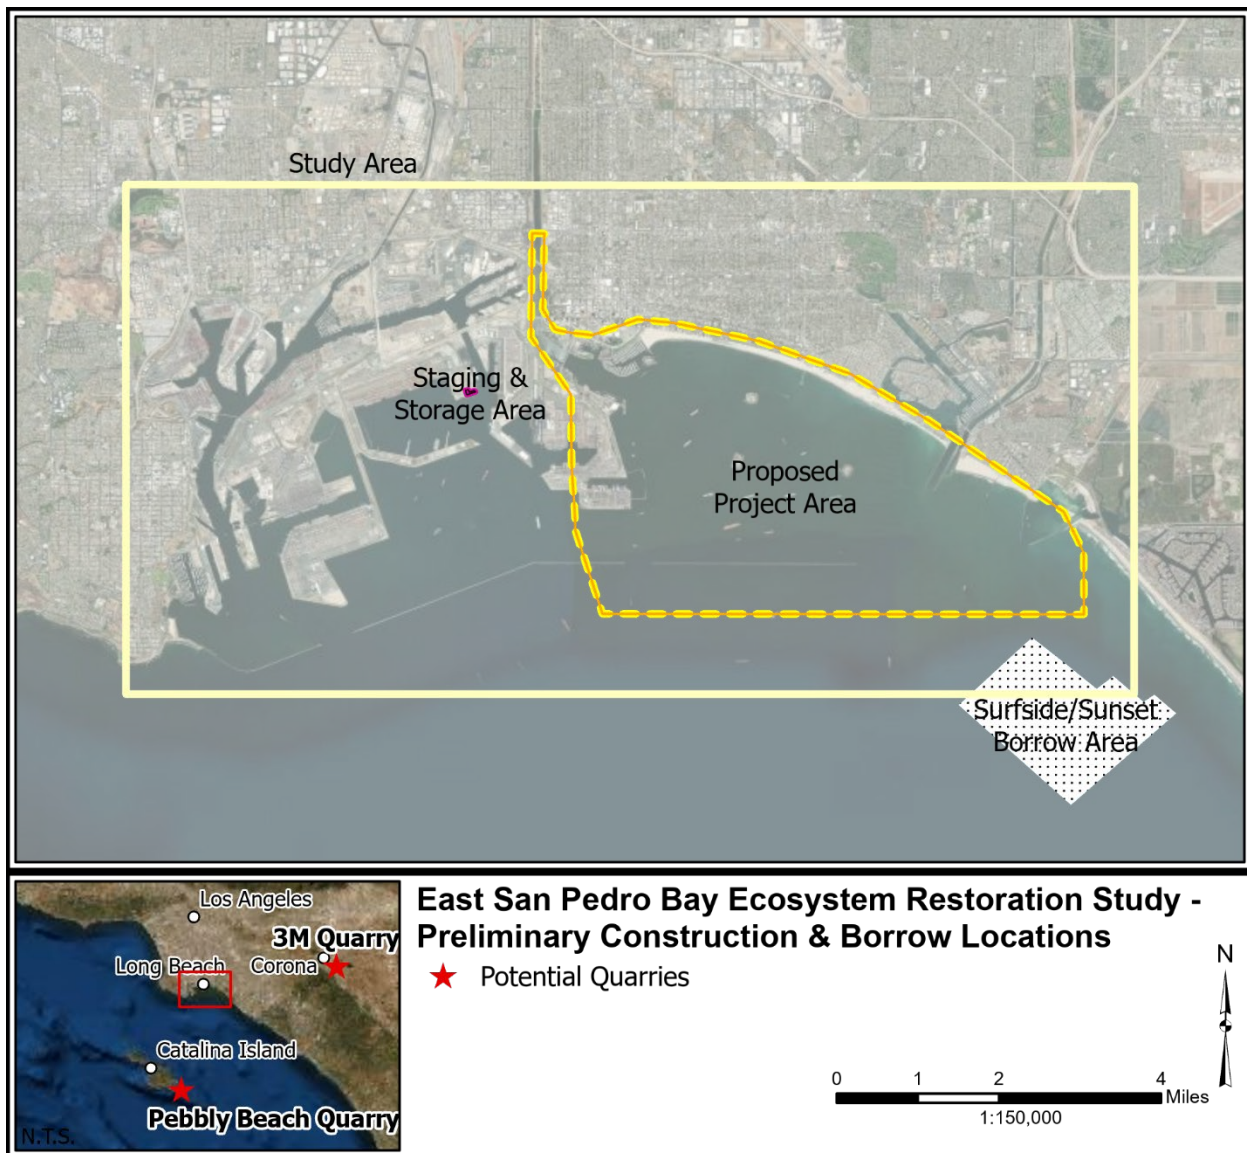 Study Area
Staging &
Storage Area
Proposed
Project Area
Surfside/Sunset
Borrow Area
Los Angeles
3M Quarry
Long Beach
Corona
Catalina Island
Pebbly Beach Quarry
N.T.S.
East San Pedro Bay Ecosystem Restoration Study -
Preliminary Construction & Borrow Locations
Potential Quarries
N
0 1 2 4
Miles
1:150,000